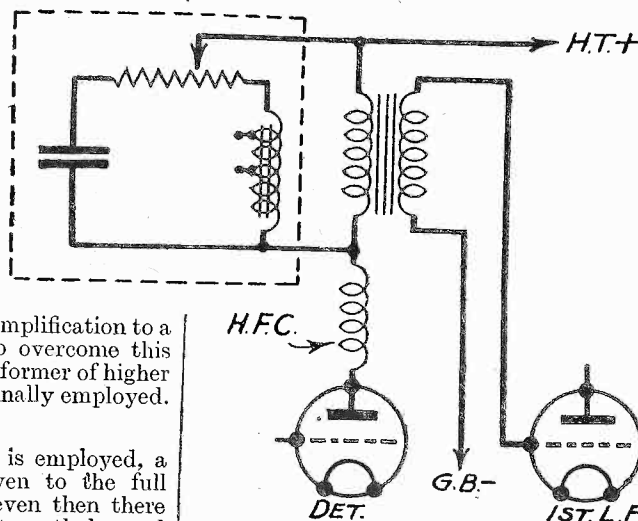 H.T.+
H.F.C.
mplification to a
o overcome this
former of higher
nally employed.
is employed, a
ven to the full
even then there
G.B.-
DET.
1ST. L.F.